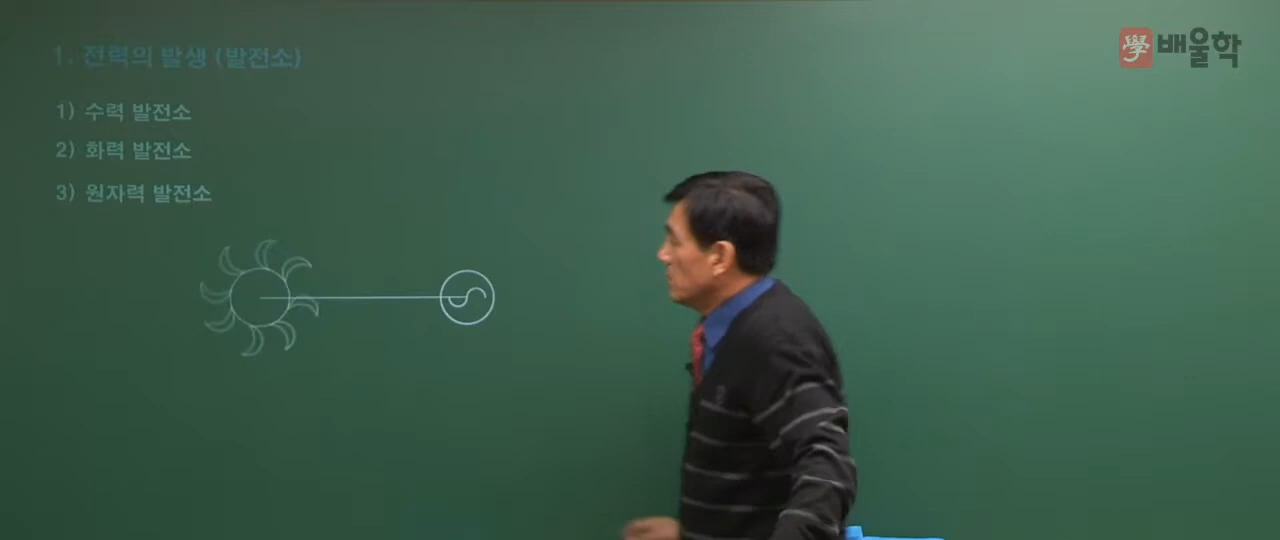 1. 전력의 발생 (발전소)
1) 수력 발전소
2) 화력 발전소
3) 원자력 발전소
學 배울학